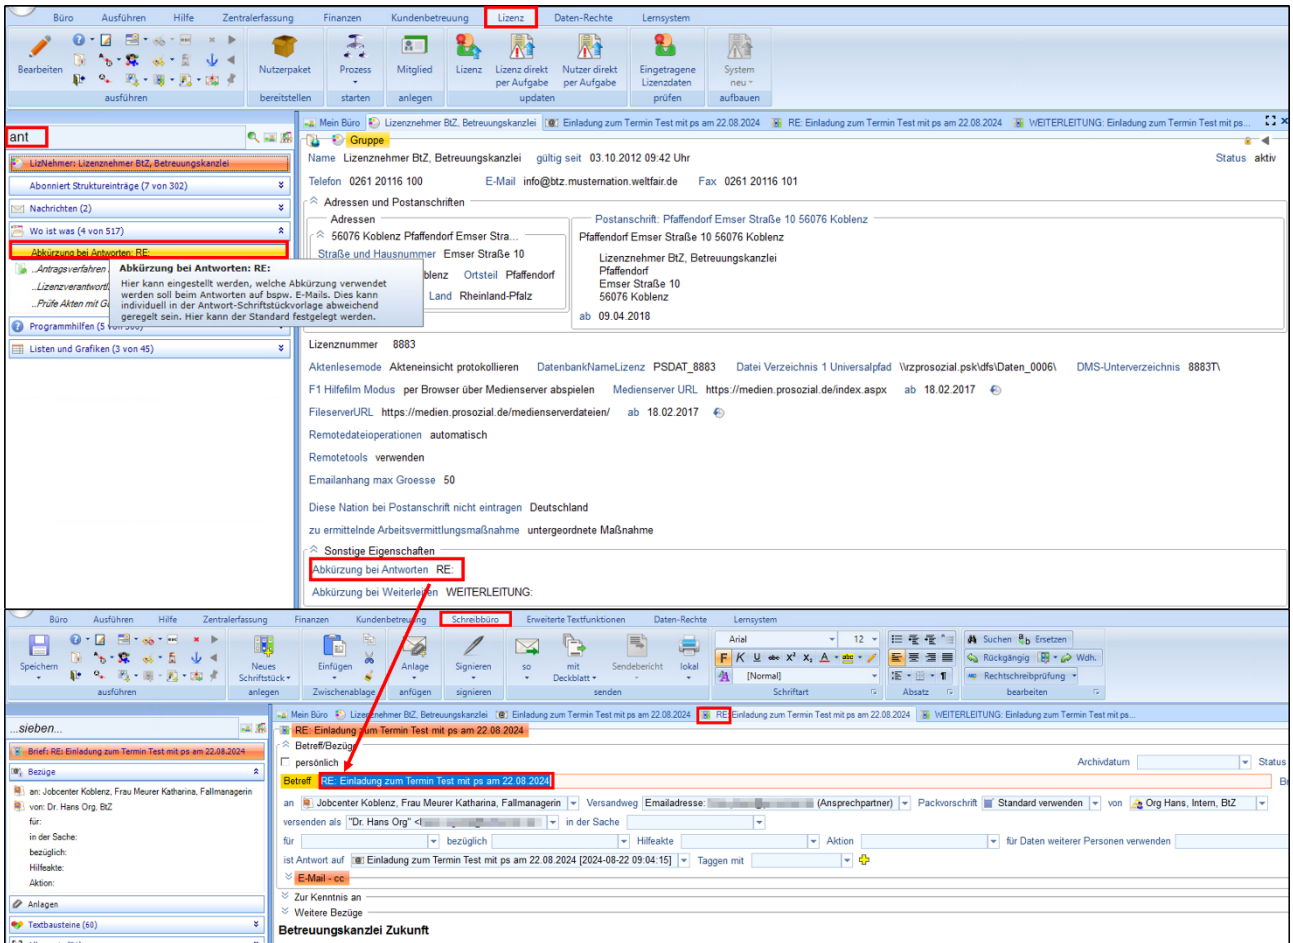 Büro Ausführen Hilfe Zentralerfassung Finanzen Kundenbetreuung Lizenz Daten-Rechte Lernsystem
Bearbeiten Nutzerpaket Prozess Mitglied Lizenz Lizenz direkt per Aufgabe Nutzer direkt per Aufgabe Eingetragene Lizenzdaten System neu
ausführen bereitstellen starten anlegen updaten prüfen aufbauen
Mein Büro Lizenznehmer BtZ, Betreuungskanzlei Einladung zum Termin Test mit ps am 22.08.2024 RE: Einladung zum Termin Test mit ps am 22.08.2024 WEITERLEITUNG: Einladung zum Termin Test mit ps...
ant
LizNehmer: Lizenznehmer BtZ, Betreuungskanzlei
Abonniert Struktureinträge (7 von 302)
Nachrichten (2)
Wo ist was (4 von 517)
Abkürzung bei Antworten: RE:
..Antragsverfahren
..Lizenzverantwortl
..Prüfe Akten mit G
Programmhilfen (5 von
Listen und Grafiken (3 von 45)
Abkürzung bei Antworten: RE:
Hier kann eingestellt werden, welche Abkürzung verwendet
werden soll beim Antworten auf bspw. E-Mails. Dies kann
individuell in der Antwort-Schriftstückvorlage abweichend
geregelt sein. Hier kann der Standard festgelegt werden.
Gruppe
Name Lizenznehmer BtZ, Betreuungskanzlei gültig seit 03.10.2012 09:42 Uhr Status aktiv
Telefon 0261 20116 100 E-Mail info@btz.musternation.weltfair.de Fax 0261 20116 101
Adressen und Postanschriften
Adressen
56076 Koblenz Pfaffendorf Emser Stra...
Straße und Hausnummer Emser Straße 10
blenz Ortsteil Pfaffendorf
Land Rheinland-Pfalz
Postanschrift: Pfaffendorf Emser Straße 10 56076 Koblenz
Pfaffendorf Emser Straße 10 56076 Koblenz
Lizenznehmer BtZ, Betreuungskanzlei
Pfaffendorf
Emser Straße 10
56076 Koblenz
ab 09.04.2018
Lizenznummer 8883
Aktenlesemode Akteneinsicht protokollieren DatenbankNameLizenz PSDAT_8883 Datei Verzeichnis 1 Universalpfad \\rzprosozial.psk\dfs\Daten_0006\ DMS-Unterverzeichnis 8883T\
F1 Hilfefilm Modus per Browser über Medienserver abspielen Medienserver URL https://medien.prosozial.de/index.aspx ab 18.02.2017
FileserverURL https://medien.prosozial.de/medienserverdateien/ ab 18.02.2017
Remotedateioperationen automatisch
Remotetools verwenden
Emailanhang max Groesse 50
Diese Nation bei Postanschrift nicht eintragen Deutschland
zu ermittelnde Arbeitsvermittlungsmaßnahme untergeordnete Maßnahme
Sonstige Eigenschaften
Abkürzung bei Antworten RE:
Abkürzung bei Weiterleiten WEITERLEITUNG:
Büro Ausführen Hilfe Zentralerfassung Finanzen Kundenbetreuung Schreibbüro Erweiterte Textfunktionen Daten-Rechte Lernsystem
Speichern Neues Schriftstück Einfügen Anlage Signieren so mit Deckblatt Sendebericht lokal
Arial 12 Suchen Ersetzen
F K U abc X² X₂ A abc Rückgängig Wdh.
[Normal] Rechtschreibprüfung
ausführen anlegen Zwischenablage anfügen signieren senden Schriftart Absatz bearbeiten
Mein Büro Lizenznehmer BtZ, Betreuungskanzlei Einladung zum Termin Test mit ps am 22.08.2024 RE: Einladung zum Termin Test mit ps am 22.08.2024 WEITERLEITUNG: Einladung zum Termin Test mit ps...
...sieben...
Brief: RE: Einladung zum Termin Test mit ps am 22.08.2024
Bezüge
an: Jobcenter Koblenz, Frau Meurer Katharina, Fallmanagerin
von: Dr. Hans Org, BtZ
für:
in der Sache:
bezüglich:
Hilfeakte:
Aktion:
Anlagen
Textbausteine (60)
RE: Einladung zum Termin Test mit ps am 22.08.2024
Betreff/Bezüge
persönlich Archivdatum Status
Betreff RE: Einladung zum Termin Test mit ps am 22.08.2024
an Jobcenter Koblenz, Frau Meurer Katharina, Fallmanagerin Versandweg Emailadresse: (Ansprechpartner) Packvorschrift Standard verwenden von Org Hans, Intern, BtZ
versenden als "Dr. Hans Org" < in der Sache
für bezüglich Hilfeakte Aktion für Daten weiterer Personen verwenden
ist Antwort auf Einladung zum Termin Test mit ps am 22.08.2024 [2024-08-22 09:04:15] Taggen mit
E-Mail - cc
Zur Kenntnis an
Weitere Bezüge
Betreuungskanzlei Zukunft